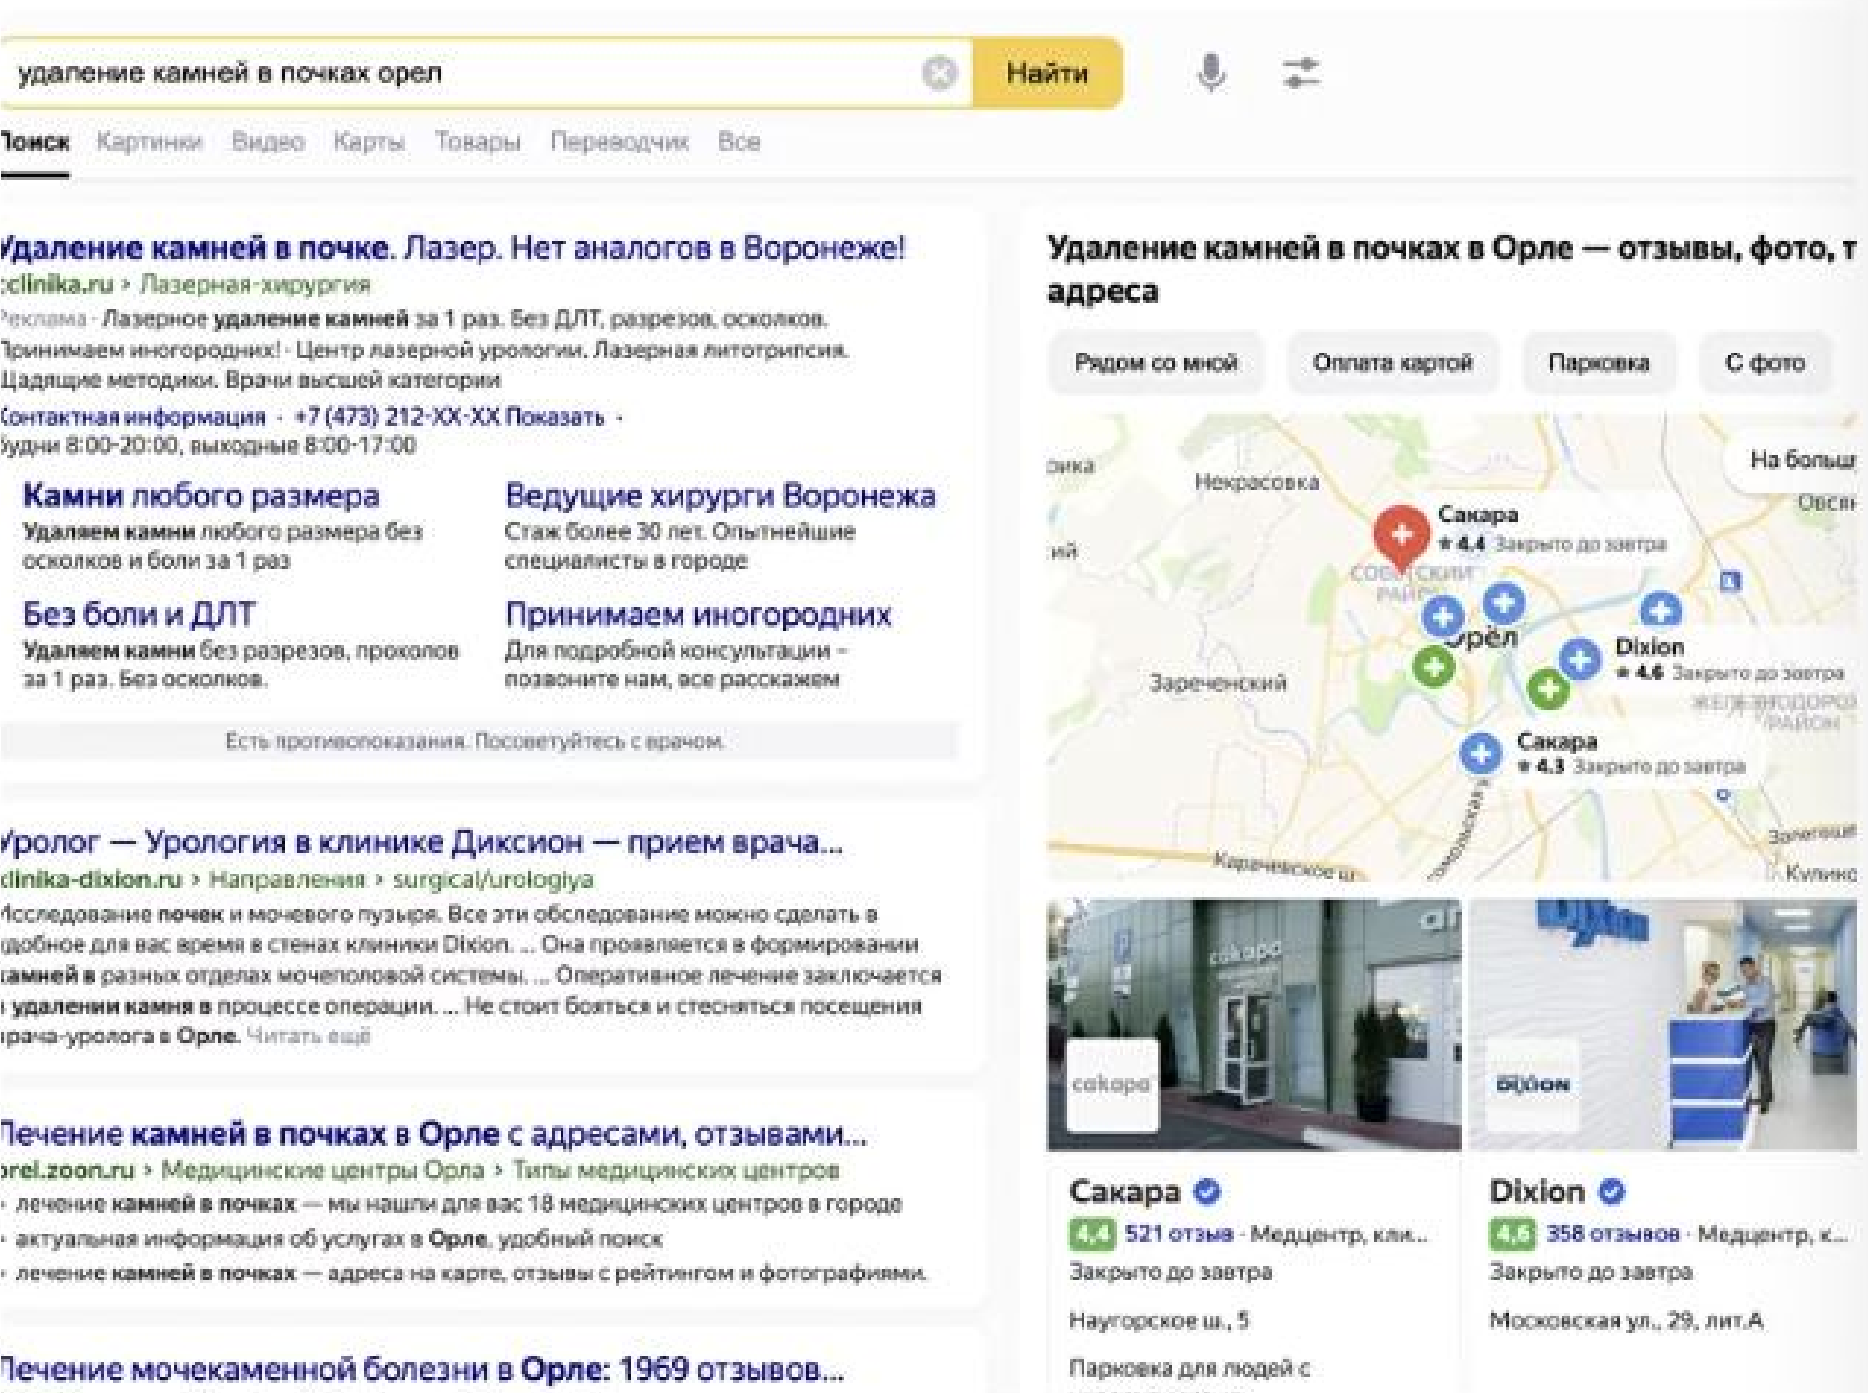 удаление камней в почках орел
Найти
Поиск Картинки Видео Карты Товары Переводчик Все
Удаление камней в почке. Лазер. Нет аналогов в Воронеже!
clinika.ru › Лазерная-хирургия
Реклама · Лазерное удаление камней за 1 раз. Без ДЛТ, разрезов, осколков.
Принимаем иногородних! · Центр лазерной урологии. Лазерная литотрипсия.
Щадящие методики. Врачи высшей категории
Контактная информация · +7 (473) 212-XX-XX Показать ·
будни 8:00-20:00, выходные 8:00-17:00
Камни любого размера
Удаляем камни любого размера без
осколков и боли за 1 раз
Ведущие хирурги Воронежа
Стаж более 30 лет. Опытнейшие
специалисты в городе
Без боли и ДЛТ
Удаляем камни без разрезов, проколов
за 1 раз. Без осколков.
Принимаем иногородних
Для подробной консультации –
позвоните нам, все расскажем
Есть противопоказания. Посоветуйтесь с врачом.
Уролог — Урология в клинике Диксион — прием врача...
clinika-dixion.ru › Направления › surgical/urologiya
Исследование почек и мочевого пузыря. Все эти обследование можно сделать в
удобное для вас время в стенах клиники Dixion. ... Она проявляется в формировании
камней в разных отделах мочеполовой системы. ... Оперативное лечение заключается
в удалении камня в процессе операции. ... Не стоит бояться и стесняться посещения
врача-уролога в Орле. Читать ещё
Лечение камней в почках в Орле с адресами, отзывами...
orel.zoon.ru › Медицинские центры Орла › Типы медицинских центров
· лечение камней в почках — мы нашли для вас 18 медицинских центров в городе
· актуальная информация об услугах в Орле, удобный поиск
· лечение камней в почках — адреса на карте, отзывы с рейтингом и фотографиями.
Лечение мочекаменной болезни в Орле: 1969 отзывов...
Удаление камней в почках в Орле — отзывы, фото, т
адреса
Рядом со мной Оплата картой Парковка С фото
На больш
Некрасовка
Овсян
ий
Сакара
4.4 Закрыто до завтра
СОВЕТСКИЙ
РАЙОН
Орёл
Dixion
4.6 Закрыто до завтра
Зареченский
ЖЕЛЕЗНОДОРОЖ
РАЙОН
Сакара
4.3 Закрыто до завтра
Карачевское ш.
Залегоще
Кулико
сакара
сакара
DIXION
Сакара
4,4 521 отзыв · Медцентр, кли...
Закрыто до завтра
Наугорское ш., 5
Парковка для людей с
Dixion
4,6 358 отзывов · Медцентр, к...
Закрыто до завтра
Московская ул., 29, лит.А